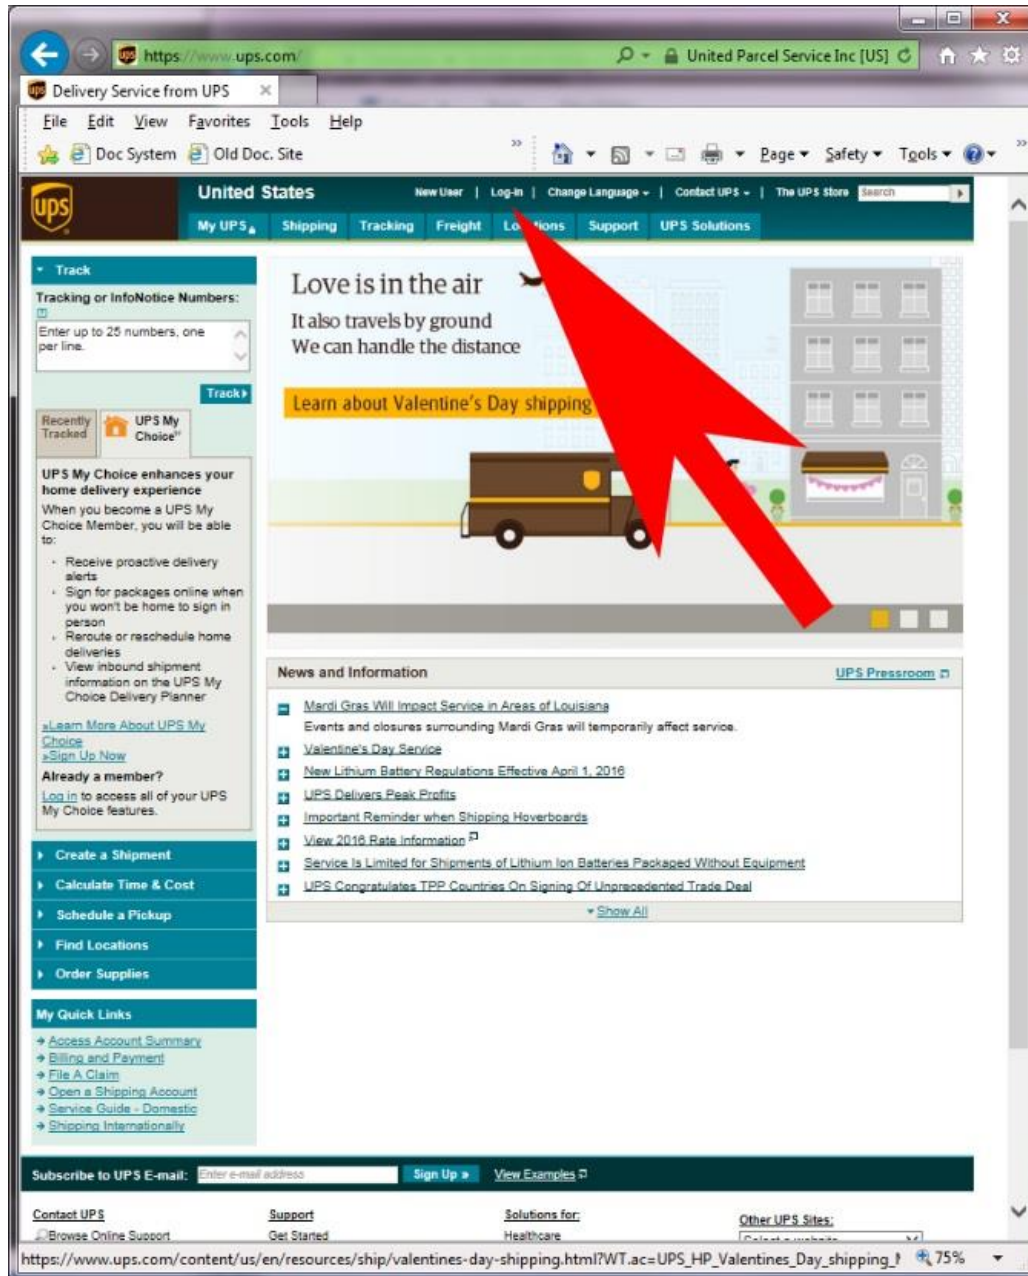 https://www.ups.com/
United Parcel Service Inc [US]
Delivery Service from UPS
File Edit View Favorites Tools Help
Doc System Old Doc. Site
Page Safety Tools
ups
United States
New User | Log-In | Change Language | Contact UPS | The UPS Store Search
My UPS Shipping Tracking Freight Support UPS Solutions
Track
Tracking or InfoNotice Numbers:
Enter up to 25 numbers, one
per line.
Track
Recently
Tracked
UPS My
Choice
UPS My Choice enhances your
home delivery experience
When you become a UPS My
Choice Member, you will be able
to:
Receive proactive delivery
alerts
Sign for packages online when
you won't be home to sign in
person
Reroute or reschedule home
deliveries
View inbound shipment
information on the UPS My
Choice Delivery Planner
»Learn More About UPS My
Choice
»Sign Up Now
Already a member?
Log in to access all of your UPS
My Choice features.
Create a Shipment
Calculate Time & Cost
Schedule a Pickup
Find Locations
Order Supplies
My Quick Links
Access Account Summary
Billing and Payment
File A Claim
Open a Shipping Account
Service Guide - Domestic
Shipping Internationally
Love is in the air
It also travels by ground
We can handle the distance
Learn about Valentine's Day shipping
News and Information
UPS Pressroom
Mardi Gras Will Impact Service in Areas of Louisiana
Events and closures surrounding Mardi Gras will temporarily affect service.
Valentine's Day Service
New Lithium Battery Regulations Effective April 1, 2016
UPS Delivers Peak Profits
Important Reminder when Shipping Hoverboards
View 2016 Rate Information
Service Is Limited for Shipments of Lithium Ion Batteries Packaged Without Equipment
UPS Congratulates TPP Countries On Signing Of Unprecedented Trade Deal
Show All
Subscribe to UPS E-mail: Enter e-mail address Sign Up » View Examples
Contact UPS
Browse Online Support
Support
Get Started
Solutions for:
Healthcare
Other UPS Sites:
Select a website
https://www.ups.com/content/us/en/resources/ship/valentines-day-shipping.html?WT.ac=UPS_HP_Valentines_Day_shipping_
75%